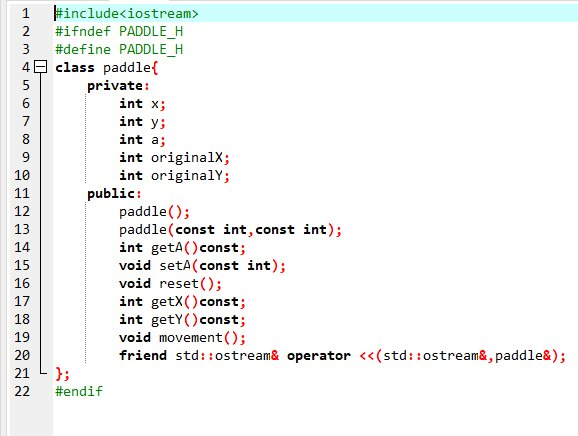 1 #include<iostream>
2 #ifndef PADDLE_H
3 #define PADDLE_H
4 class paddle{
5 private:
6 int x;
7 int y;
8 int a;
9 int originalX;
10 int originalY;
11 public:
12 paddle();
13 paddle(const int,const int);
14 int getA()const;
15 void setA(const int);
16 void reset();
17 int getX()const;
18 int getY()const;
19 void movement();
20 friend std::ostream& operator <<(std::ostream&,paddle&);
21 };
22 #endif